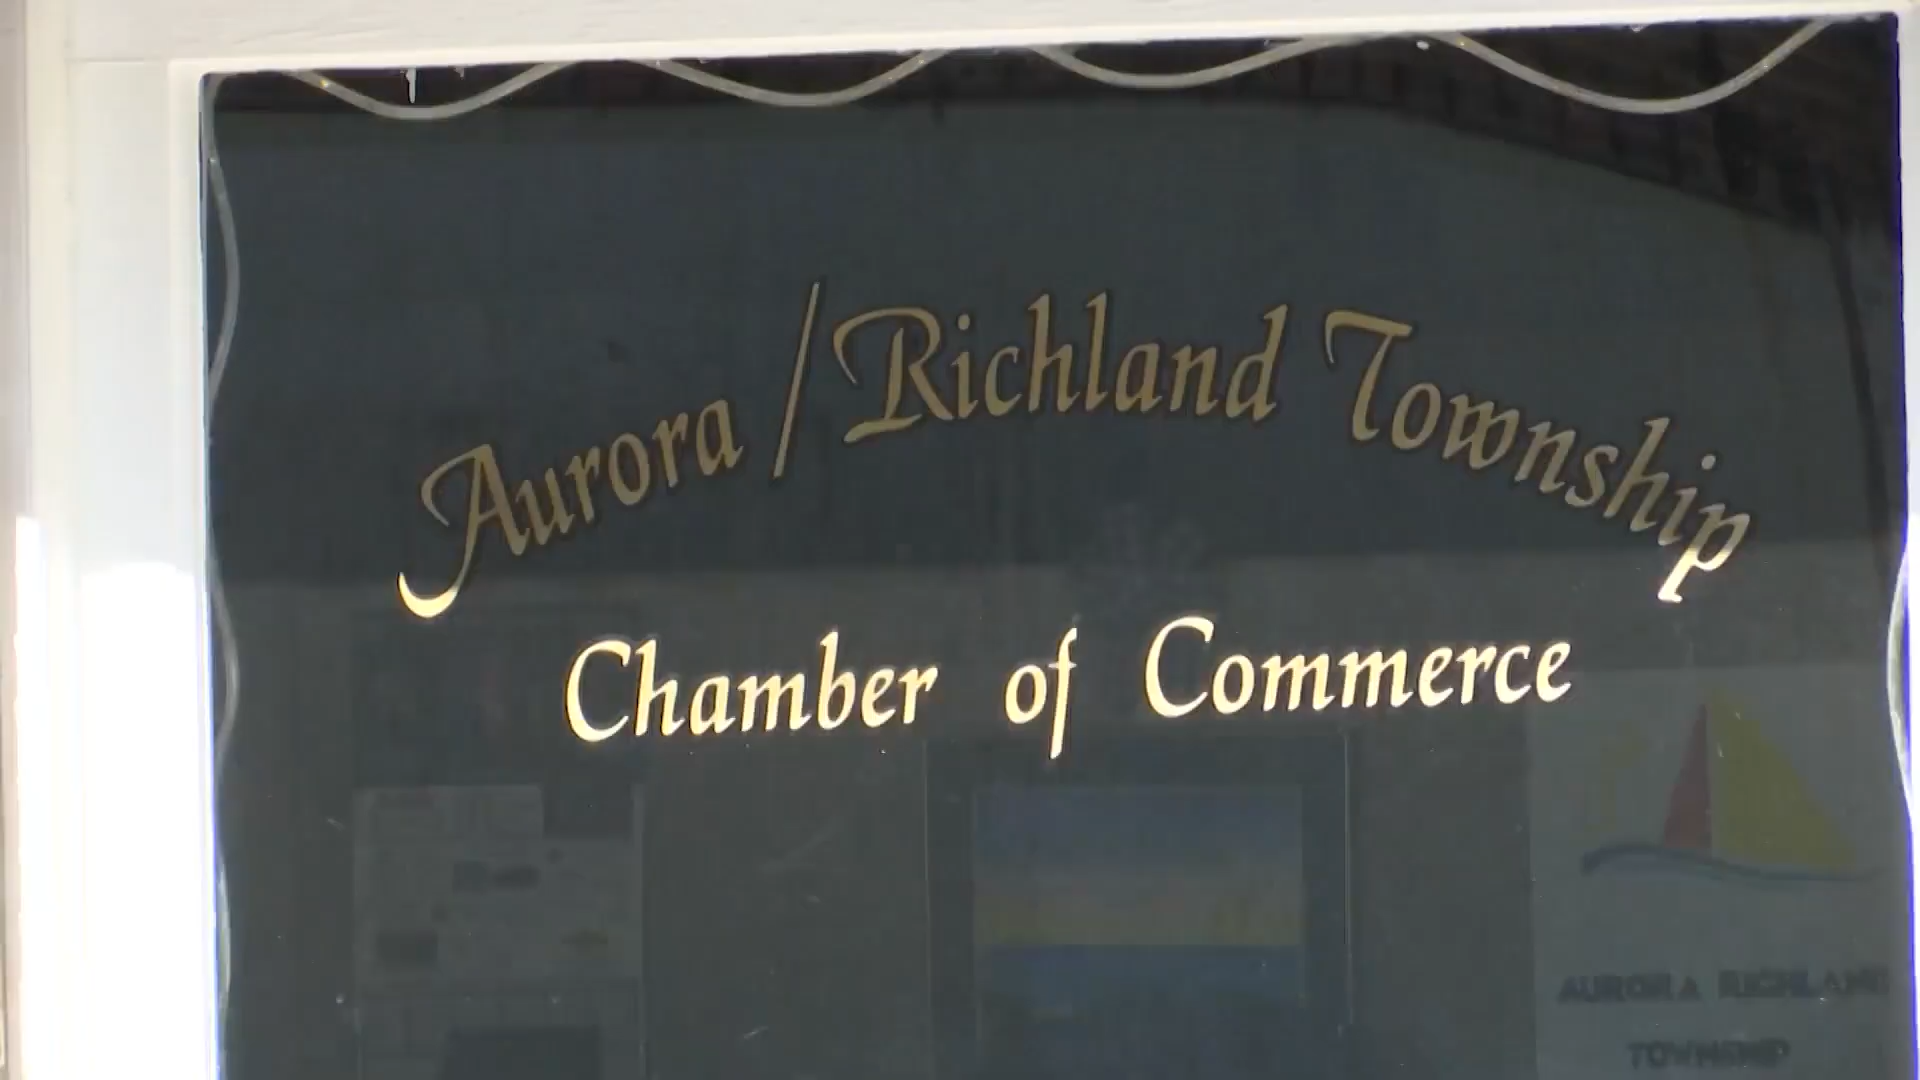 Aurora/Richland Township
Chamber of Commerce
AURORA RICHLAND
TOWNSHIP